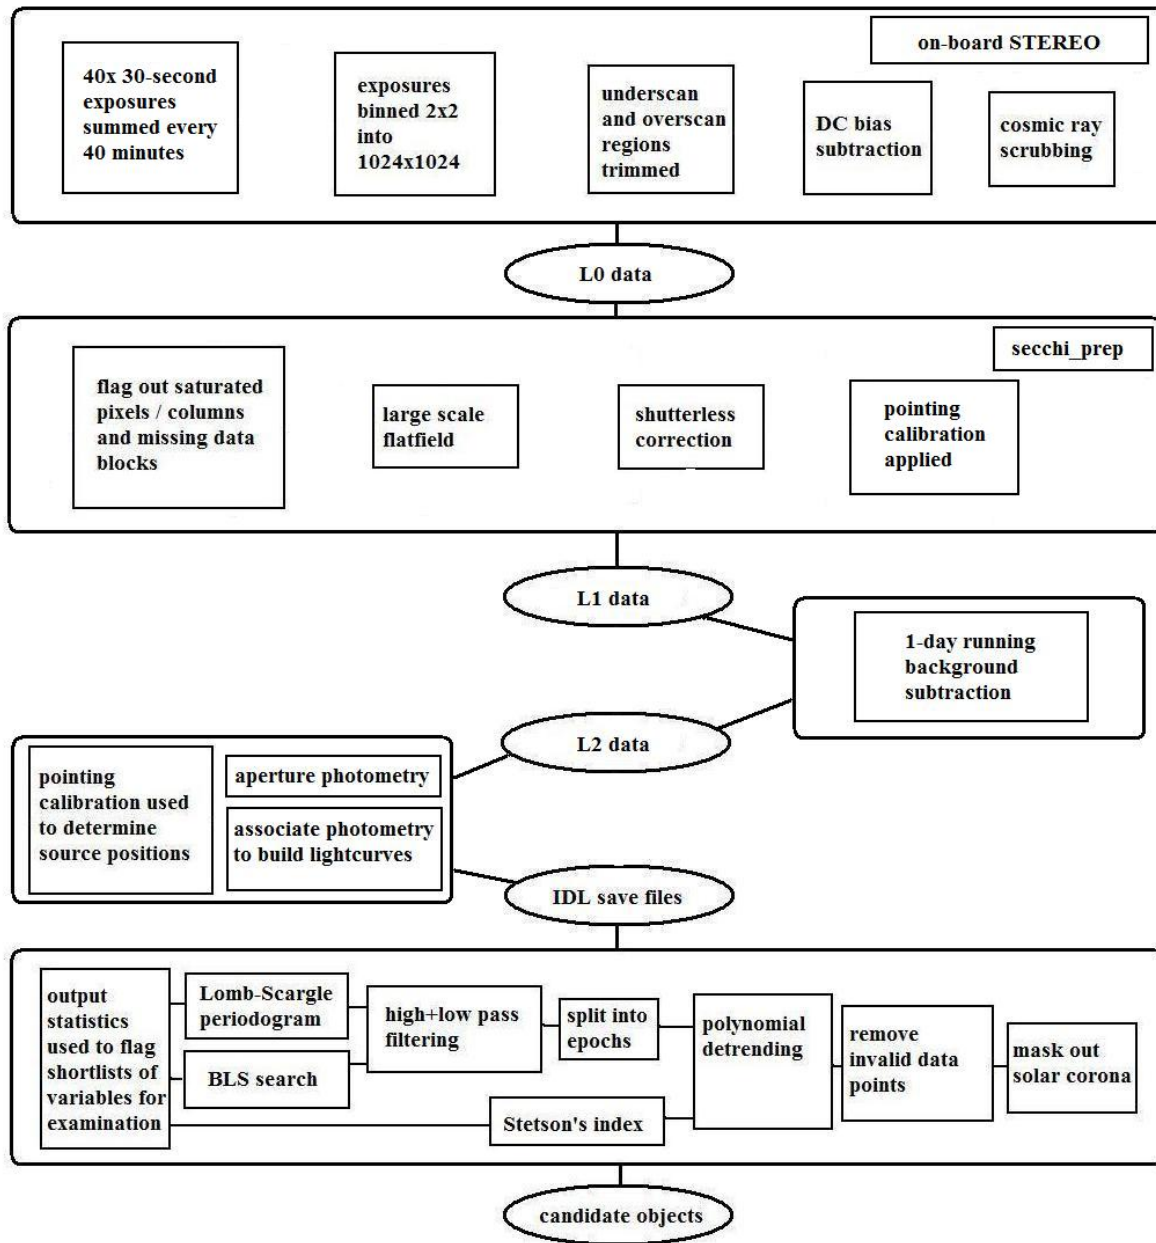 on-board STEREO
40x 30-second
exposures
summed every
40 minutes
exposures
binned 2x2
into
1024x1024
underscan
and overscan
regions
trimmed
DC bias
subtraction
cosmic ray
scrubbing
L0 data
secchi_prep
flag out saturated
pixels / columns
and missing data
blocks
large scale
flatfield
shutterless
correction
pointing
calibration
applied
L1 data
1-day running
background
subtraction
L2 data
pointing
calibration used
to determine
source positions
aperture photometry
associate photometry
to build lightcurves
IDL save files
output
statistics
used to flag
shortlists of
variables for
examination
Lomb-Scargle
periodogram
BLS search
high+low pass
filtering
split into
epochs
Stetson's index
polynomial
detrending
remove
invalid data
points
mask out
solar corona
candidate objects